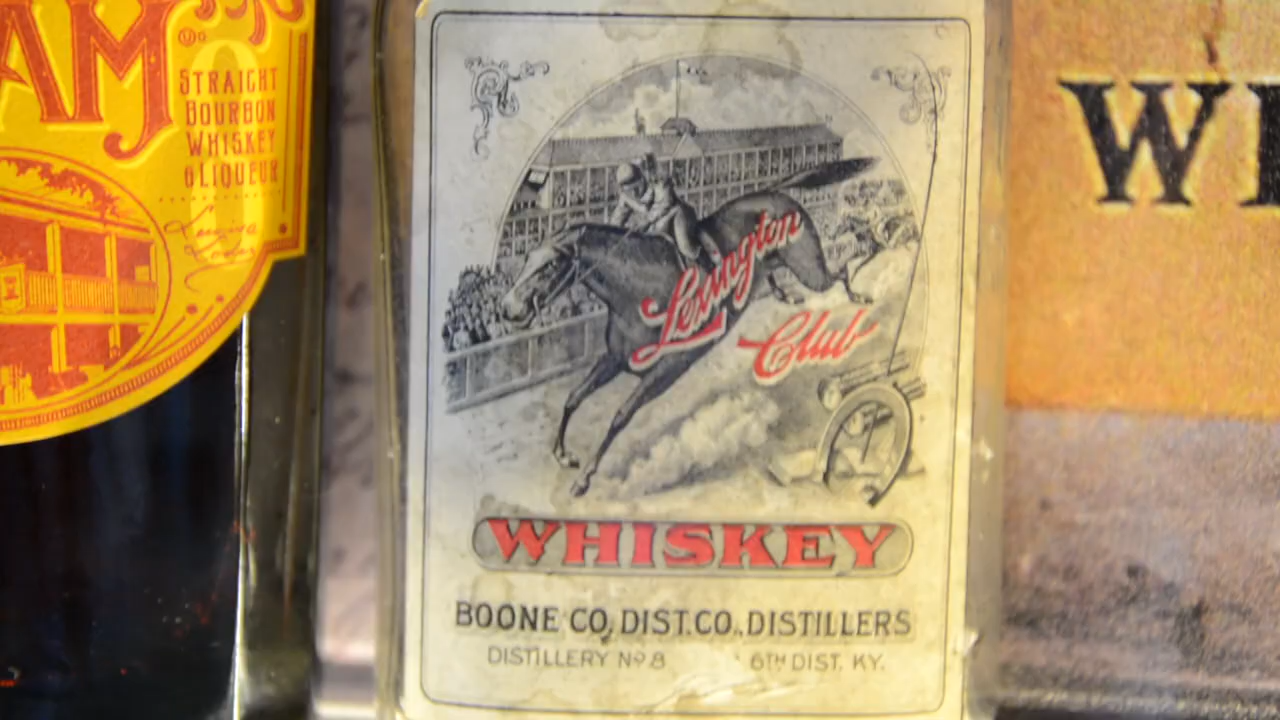 AM
STRAIGHT
BOURBON
WHISKEY
LIQUEUR
Lexington
Club
WHISKEY
BOONE CO. DIST. CO., DISTILLERS
DISTILLERY No 8 6TH DIST. KY.
W